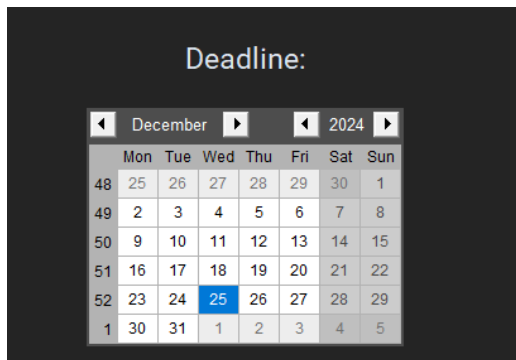 Deadline:
December 2024
Mon Tue Wed Thu Fri Sat Sun
48 25 26 27 28 29 30 1
49 2 3 4 5 6 7 8
50 9 10 11 12 13 14 15
51 16 17 18 19 20 21 22
52 23 24 25 26 27 28 29
1 30 31 1 2 3 4 5